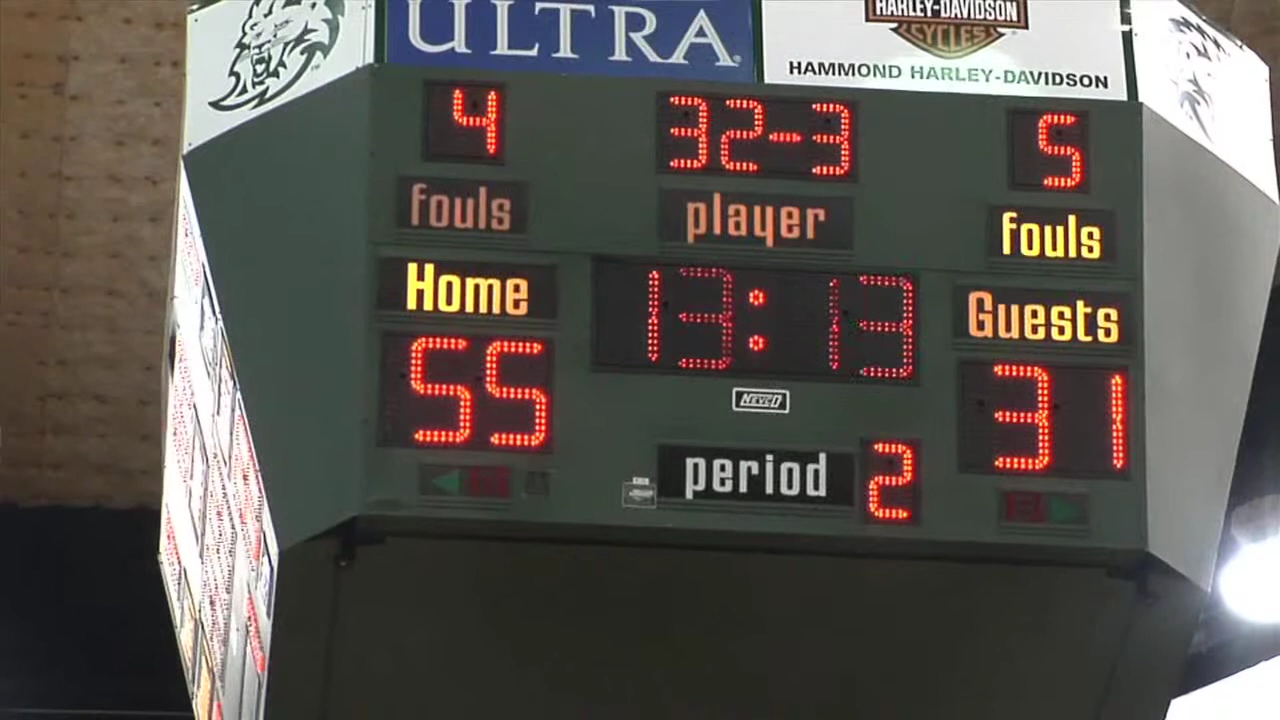 ULTRA
HARLEY-DAVIDSON
CYCLES
HAMMOND HARLEY-DAVIDSON
4 32-3 5
fouls player fouls
Home 13:13 Guests
55 31
NEVCO
period 2